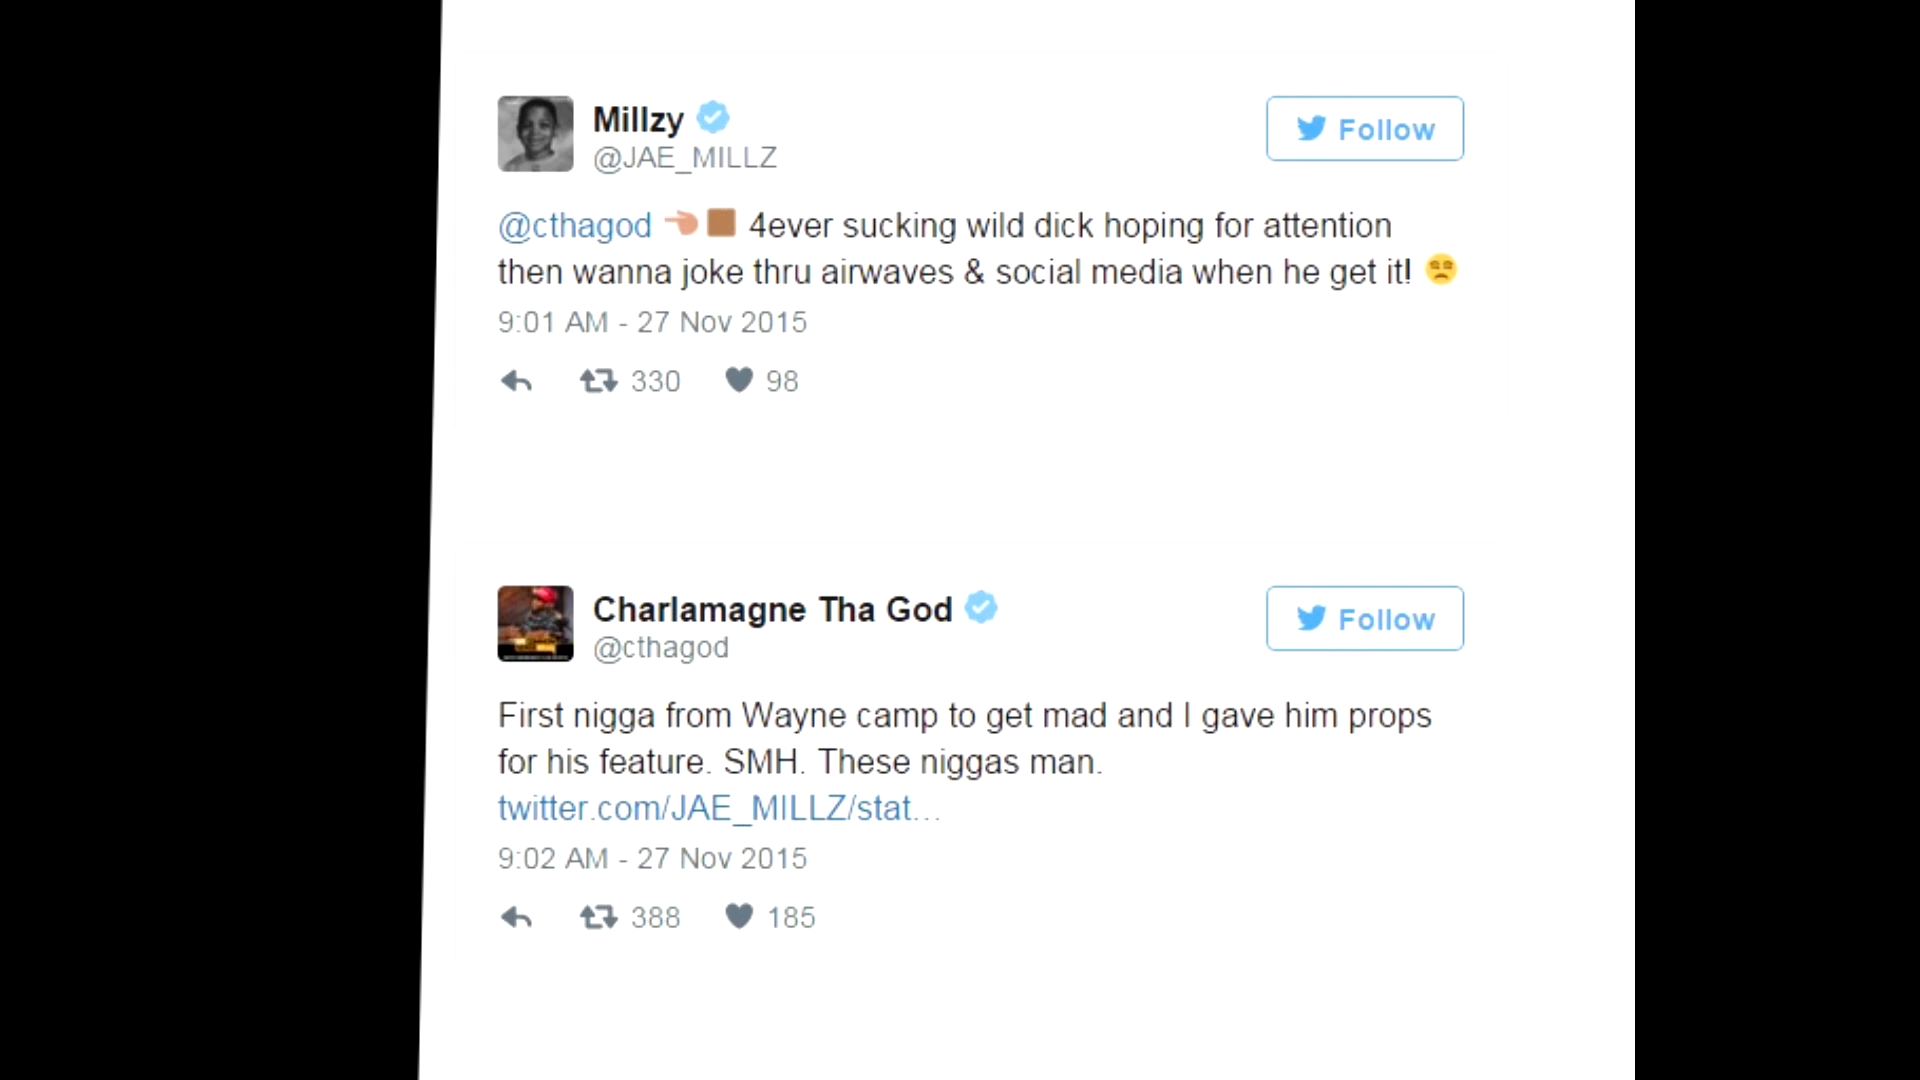 Millzy
@JAE_MILLZ
Follow
@cthagod 4ever sucking wild dick hoping for attention
then wanna joke thru airwaves & social media when he get it!
9:01 AM - 27 Nov 2015
330 98
Charlamagne Tha God
@cthagod
Follow
First nigga from Wayne camp to get mad and I gave him props
for his feature. SMH. These niggas man.
twitter.com/JAE_MILLZ/stat...
9:02 AM - 27 Nov 2015
388 185